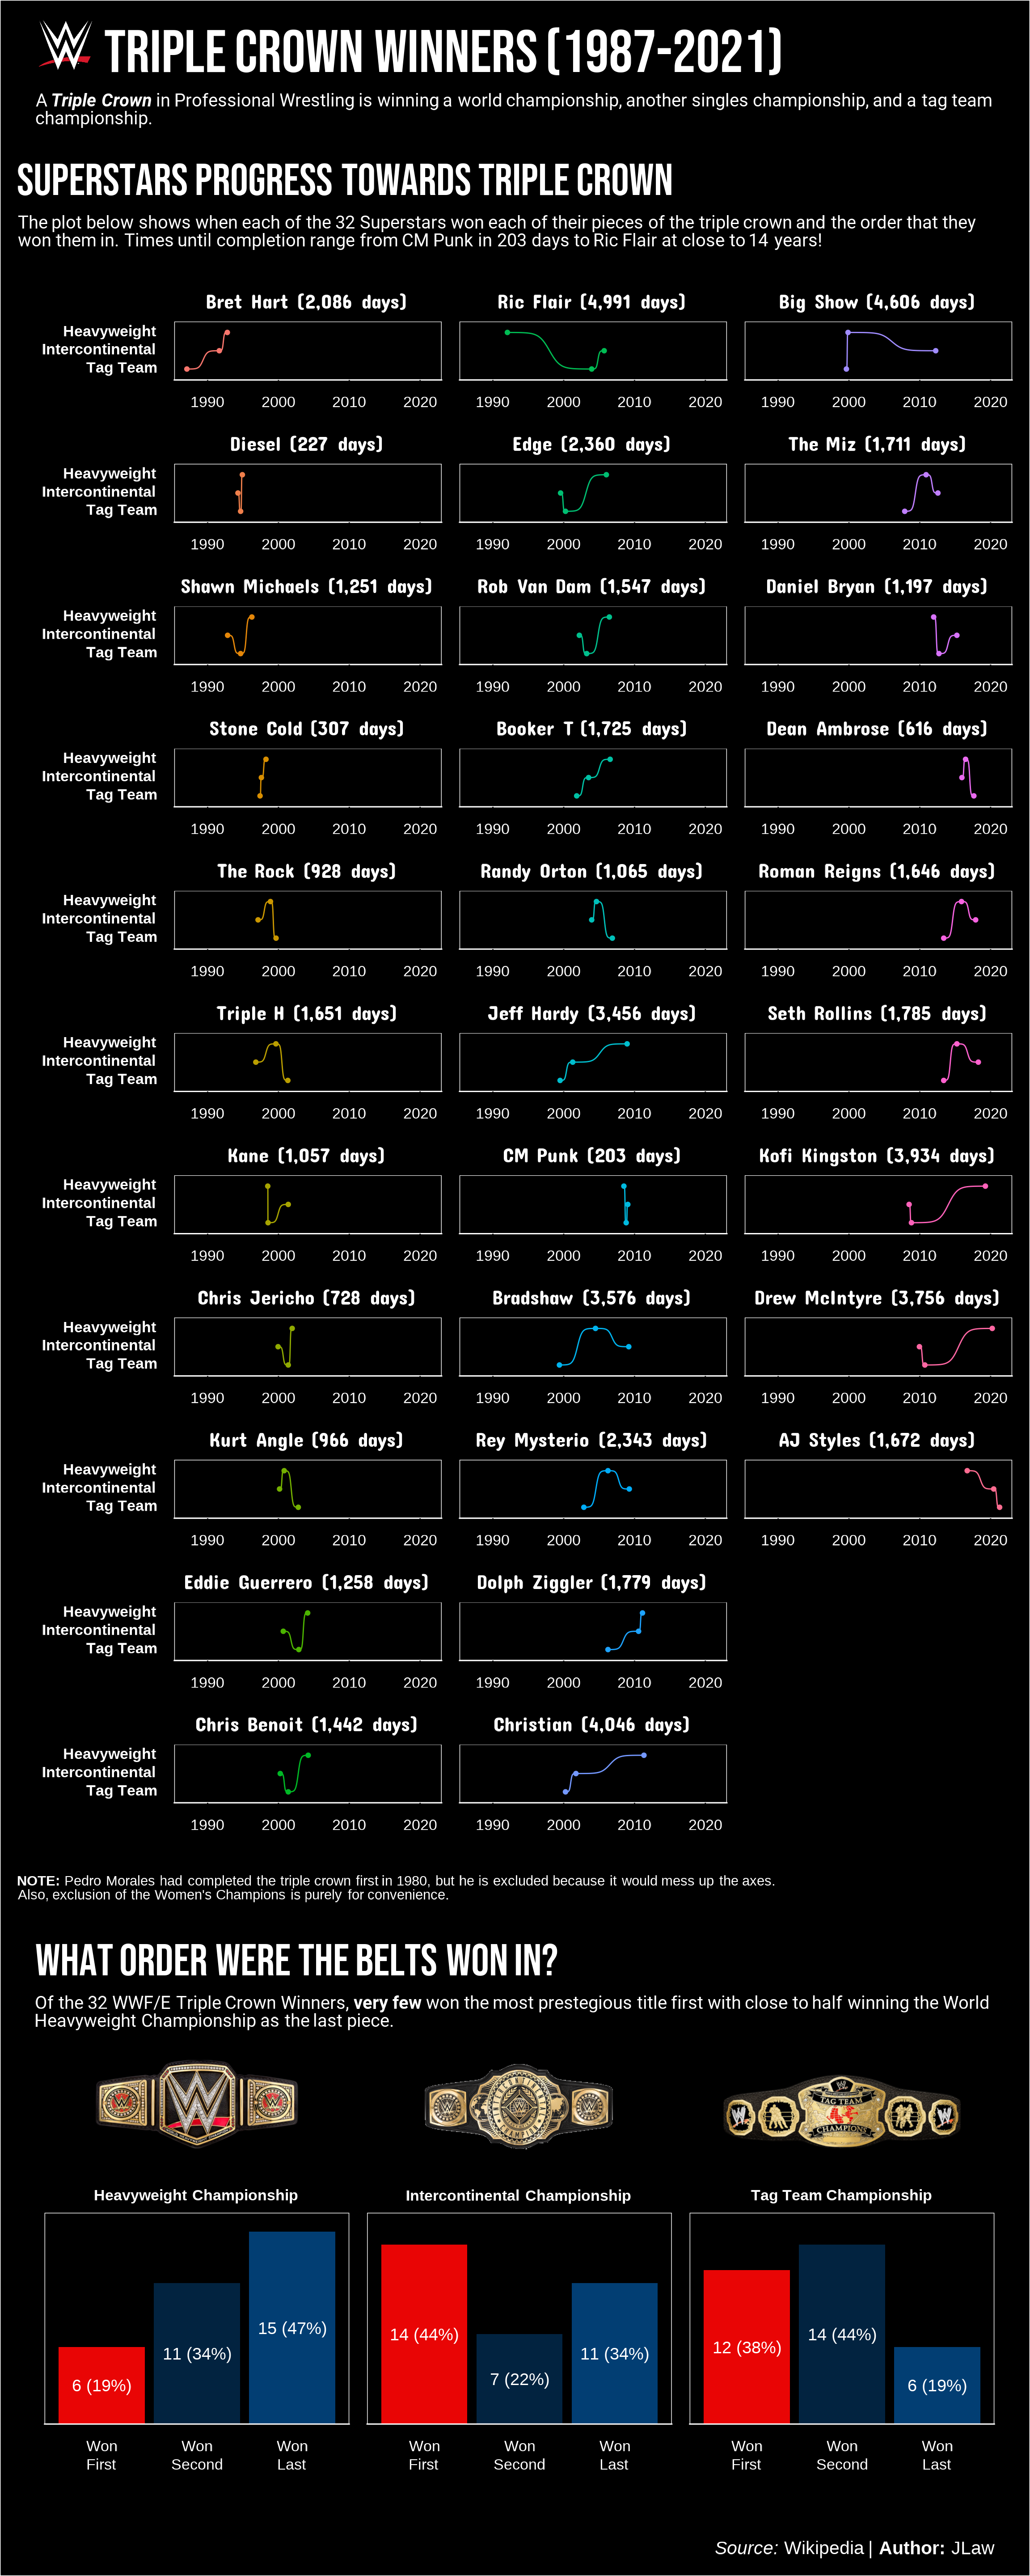 TRIPLE CROWN WINNERS (1987-2021)
A Triple Crown in Professional Wrestling is winning a world championship, another singles championship, and a tag team
championship.
SUPERSTARS PROGRESS TOWARDS TRIPLE CROWN
The plot below shows when each of the 32 Superstars won each of their pieces of the triple crown and the order that they
won them in. Times until completion range from CM Punk in 203 days to Ric Flair at close to 14 years!
Bret Hart (2,086 days) Ric Flair (4,991 days) Big Show (4,606 days)
Heavyweight
Intercontinental
Tag Team
1990 2000 2010 2020 1990 2000 2010 2020 1990 2000 2010 2020
Diesel (227 days) Edge (2,360 days) The Miz (1,711 days)
Heavyweight
Intercontinental
Tag Team
1990 2000 2010 2020 1990 2000 2010 2020 1990 2000 2010 2020
Shawn Michaels (1,251 days) Rob Van Dam (1,547 days) Daniel Bryan (1,197 days)
Heavyweight
Intercontinental
Tag Team
1990 2000 2010 2020 1990 2000 2010 2020 1990 2000 2010 2020
Stone Cold (307 days) Booker T (1,725 days) Dean Ambrose (616 days)
Heavyweight
Intercontinental
Tag Team
1990 2000 2010 2020 1990 2000 2010 2020 1990 2000 2010 2020
The Rock (928 days) Randy Orton (1,065 days) Roman Reigns (1,646 days)
Heavyweight
Intercontinental
Tag Team
1990 2000 2010 2020 1990 2000 2010 2020 1990 2000 2010 2020
Triple H (1,651 days) Jeff Hardy (3,456 days) Seth Rollins (1,785 days)
Heavyweight
Intercontinental
Tag Team
1990 2000 2010 2020 1990 2000 2010 2020 1990 2000 2010 2020
Kane (1,057 days) CM Punk (203 days) Kofi Kingston (3,934 days)
Heavyweight
Intercontinental
Tag Team
1990 2000 2010 2020 1990 2000 2010 2020 1990 2000 2010 2020
Chris Jericho (728 days) Bradshaw (3,576 days) Drew McIntyre (3,756 days)
Heavyweight
Intercontinental
Tag Team
1990 2000 2010 2020 1990 2000 2010 2020 1990 2000 2010 2020
Kurt Angle (966 days) Rey Mysterio (2,343 days) AJ Styles (1,672 days)
Heavyweight
Intercontinental
Tag Team
1990 2000 2010 2020 1990 2000 2010 2020 1990 2000 2010 2020
Eddie Guerrero (1,258 days) Dolph Ziggler (1,779 days)
Heavyweight
Intercontinental
Tag Team
1990 2000 2010 2020 1990 2000 2010 2020
Chris Benoit (1,442 days) Christian (4,046 days)
Heavyweight
Intercontinental
Tag Team
1990 2000 2010 2020 1990 2000 2010 2020
NOTE: Pedro Morales had completed the triple crown first in 1980, but he is excluded because it would mess up the axes.
Also, exclusion of the Women's Champions is purely for convenience.
WHAT ORDER WERE THE BELTS WON IN?
Of the 32 WWF/E Triple Crown Winners, very few won the most prestegious title first with close to half winning the World
Heavyweight Championship as the last piece.
TAG TEAM
CHAMPIONS
Heavyweight Championship Intercontinental Championship Tag Team Championship
6 (19%) 11 (34%) 15 (47%) 14 (44%) 7 (22%) 11 (34%) 12 (38%) 14 (44%) 6 (19%)
Won Won Won Won Won Won Won Won Won
First Second Last First Second Last First Second Last
Source: Wikipedia | Author: JLaw